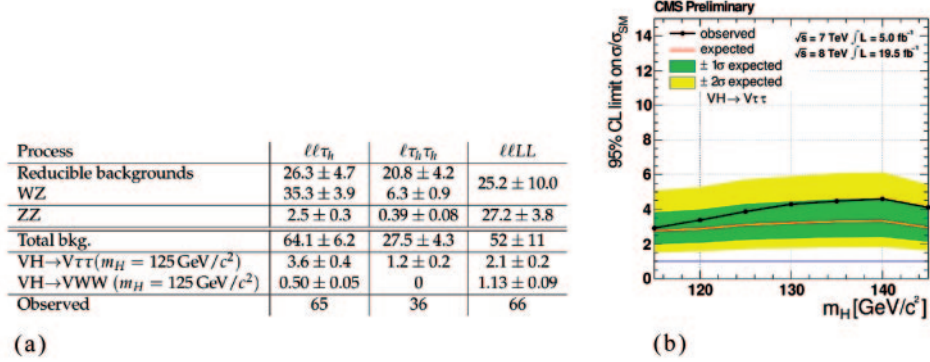 Process ℓℓτh ℓτhτh ℓℓLL
Reducible backgrounds 26.3 ± 4.7 20.8 ± 4.2 25.2 ± 10.0
WZ 35.3 ± 3.9 6.3 ± 0.9
ZZ 2.5 ± 0.3 0.39 ± 0.08 27.2 ± 3.8
Total bkg. 64.1 ± 6.2 27.5 ± 4.3 52 ± 11
VH→Vττ(mH = 125 GeV/c²) 3.6 ± 0.4 1.2 ± 0.2 2.1 ± 0.2
VH→VWW (mH = 125 GeV/c²) 0.50 ± 0.05 0 1.13 ± 0.09
Observed 65 36 66
(a)
CMS Preliminary
observed
expected
± 1σ expected
± 2σ expected
VH→ Vττ
√s = 7 TeV ∫ L = 5.0 fb⁻¹
√s = 8 TeV ∫ L = 19.5 fb⁻¹
95% CL limit on σ/σSM
14
12
10
8
6
4
2
0
120 130 140
mH [GeV/c²]
(b)